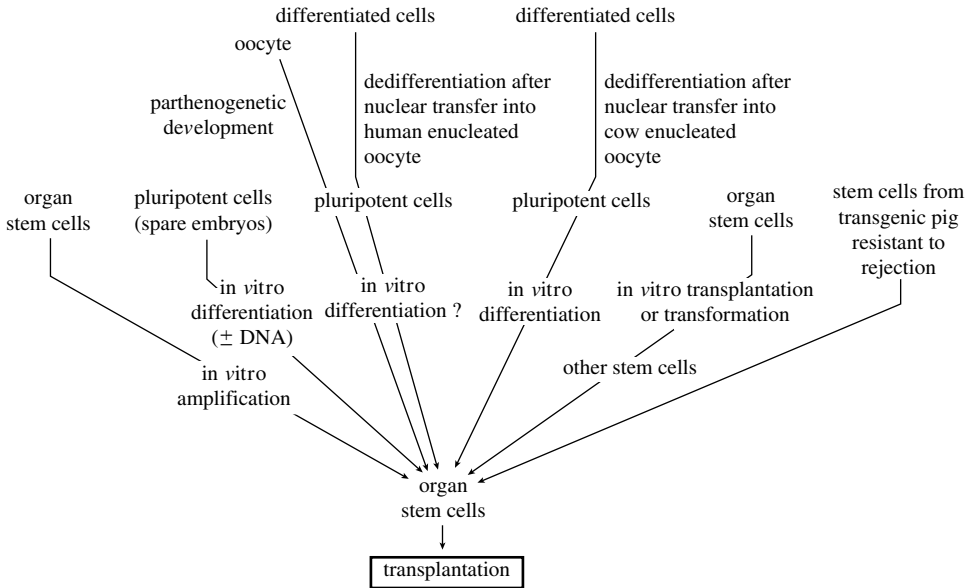 differentiated cells
differentiated cells
oocyte
parthenogenetic
development
dedifferentiation after
nuclear transfer into
human enucleated
oocyte
dedifferentiation after
nuclear transfer into
cow enucleated
oocyte
organ
stem cells
pluripotent cells
(spare embryos)
pluripotent cells
pluripotent cells
organ
stem cells
stem cells from
transgenic pig
resistant to
rejection
in vitro
differentiation
(± DNA)
in vitro
differentiation ?
in vitro
differentiation
in vitro transplantation
or transformation
other stem cells
in vitro
amplification
organ
stem cells
transplantation